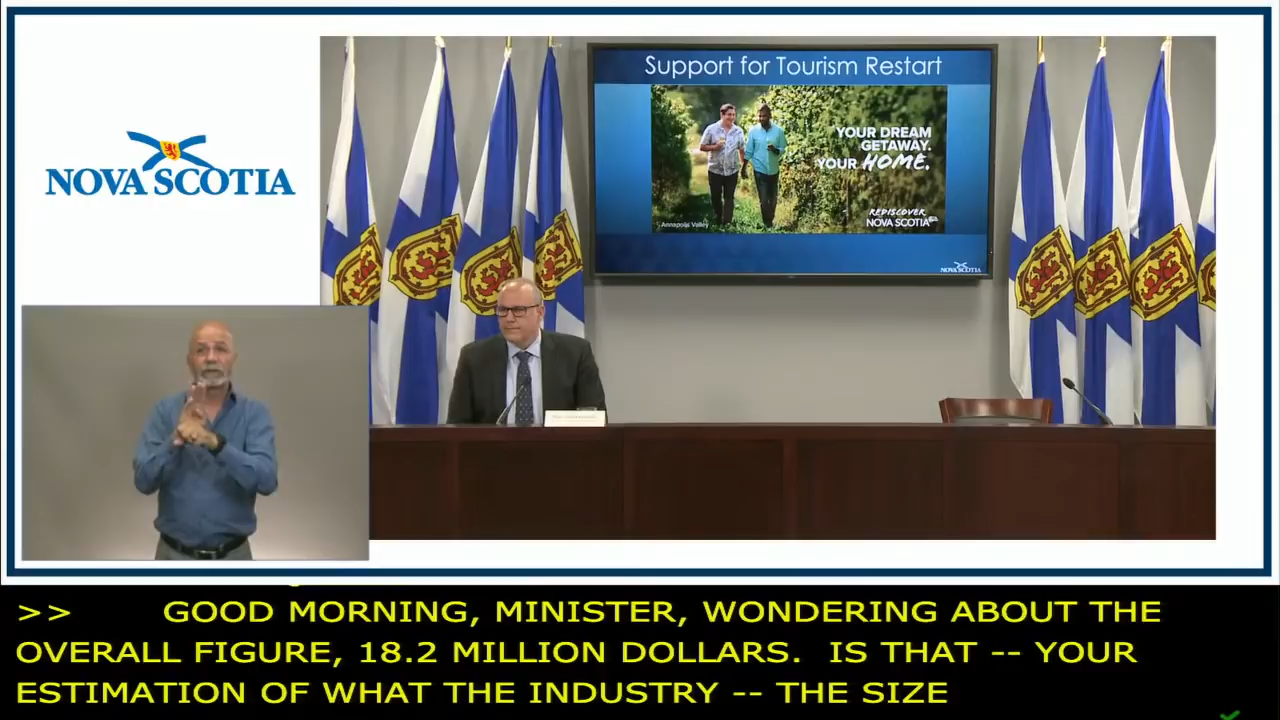 NOVA SCOTIA
Support for Tourism Restart
YOUR DREAM
GETAWAY.
YOUR HOME.
REDISCOVER
NOVA SCOTIA
Annapolis Valley
NOVA SCOTIA
>> GOOD MORNING, MINISTER, WONDERING ABOUT THE
OVERALL FIGURE, 18.2 MILLION DOLLARS. IS THAT -- YOUR
ESTIMATION OF WHAT THE INDUSTRY -- THE SIZE